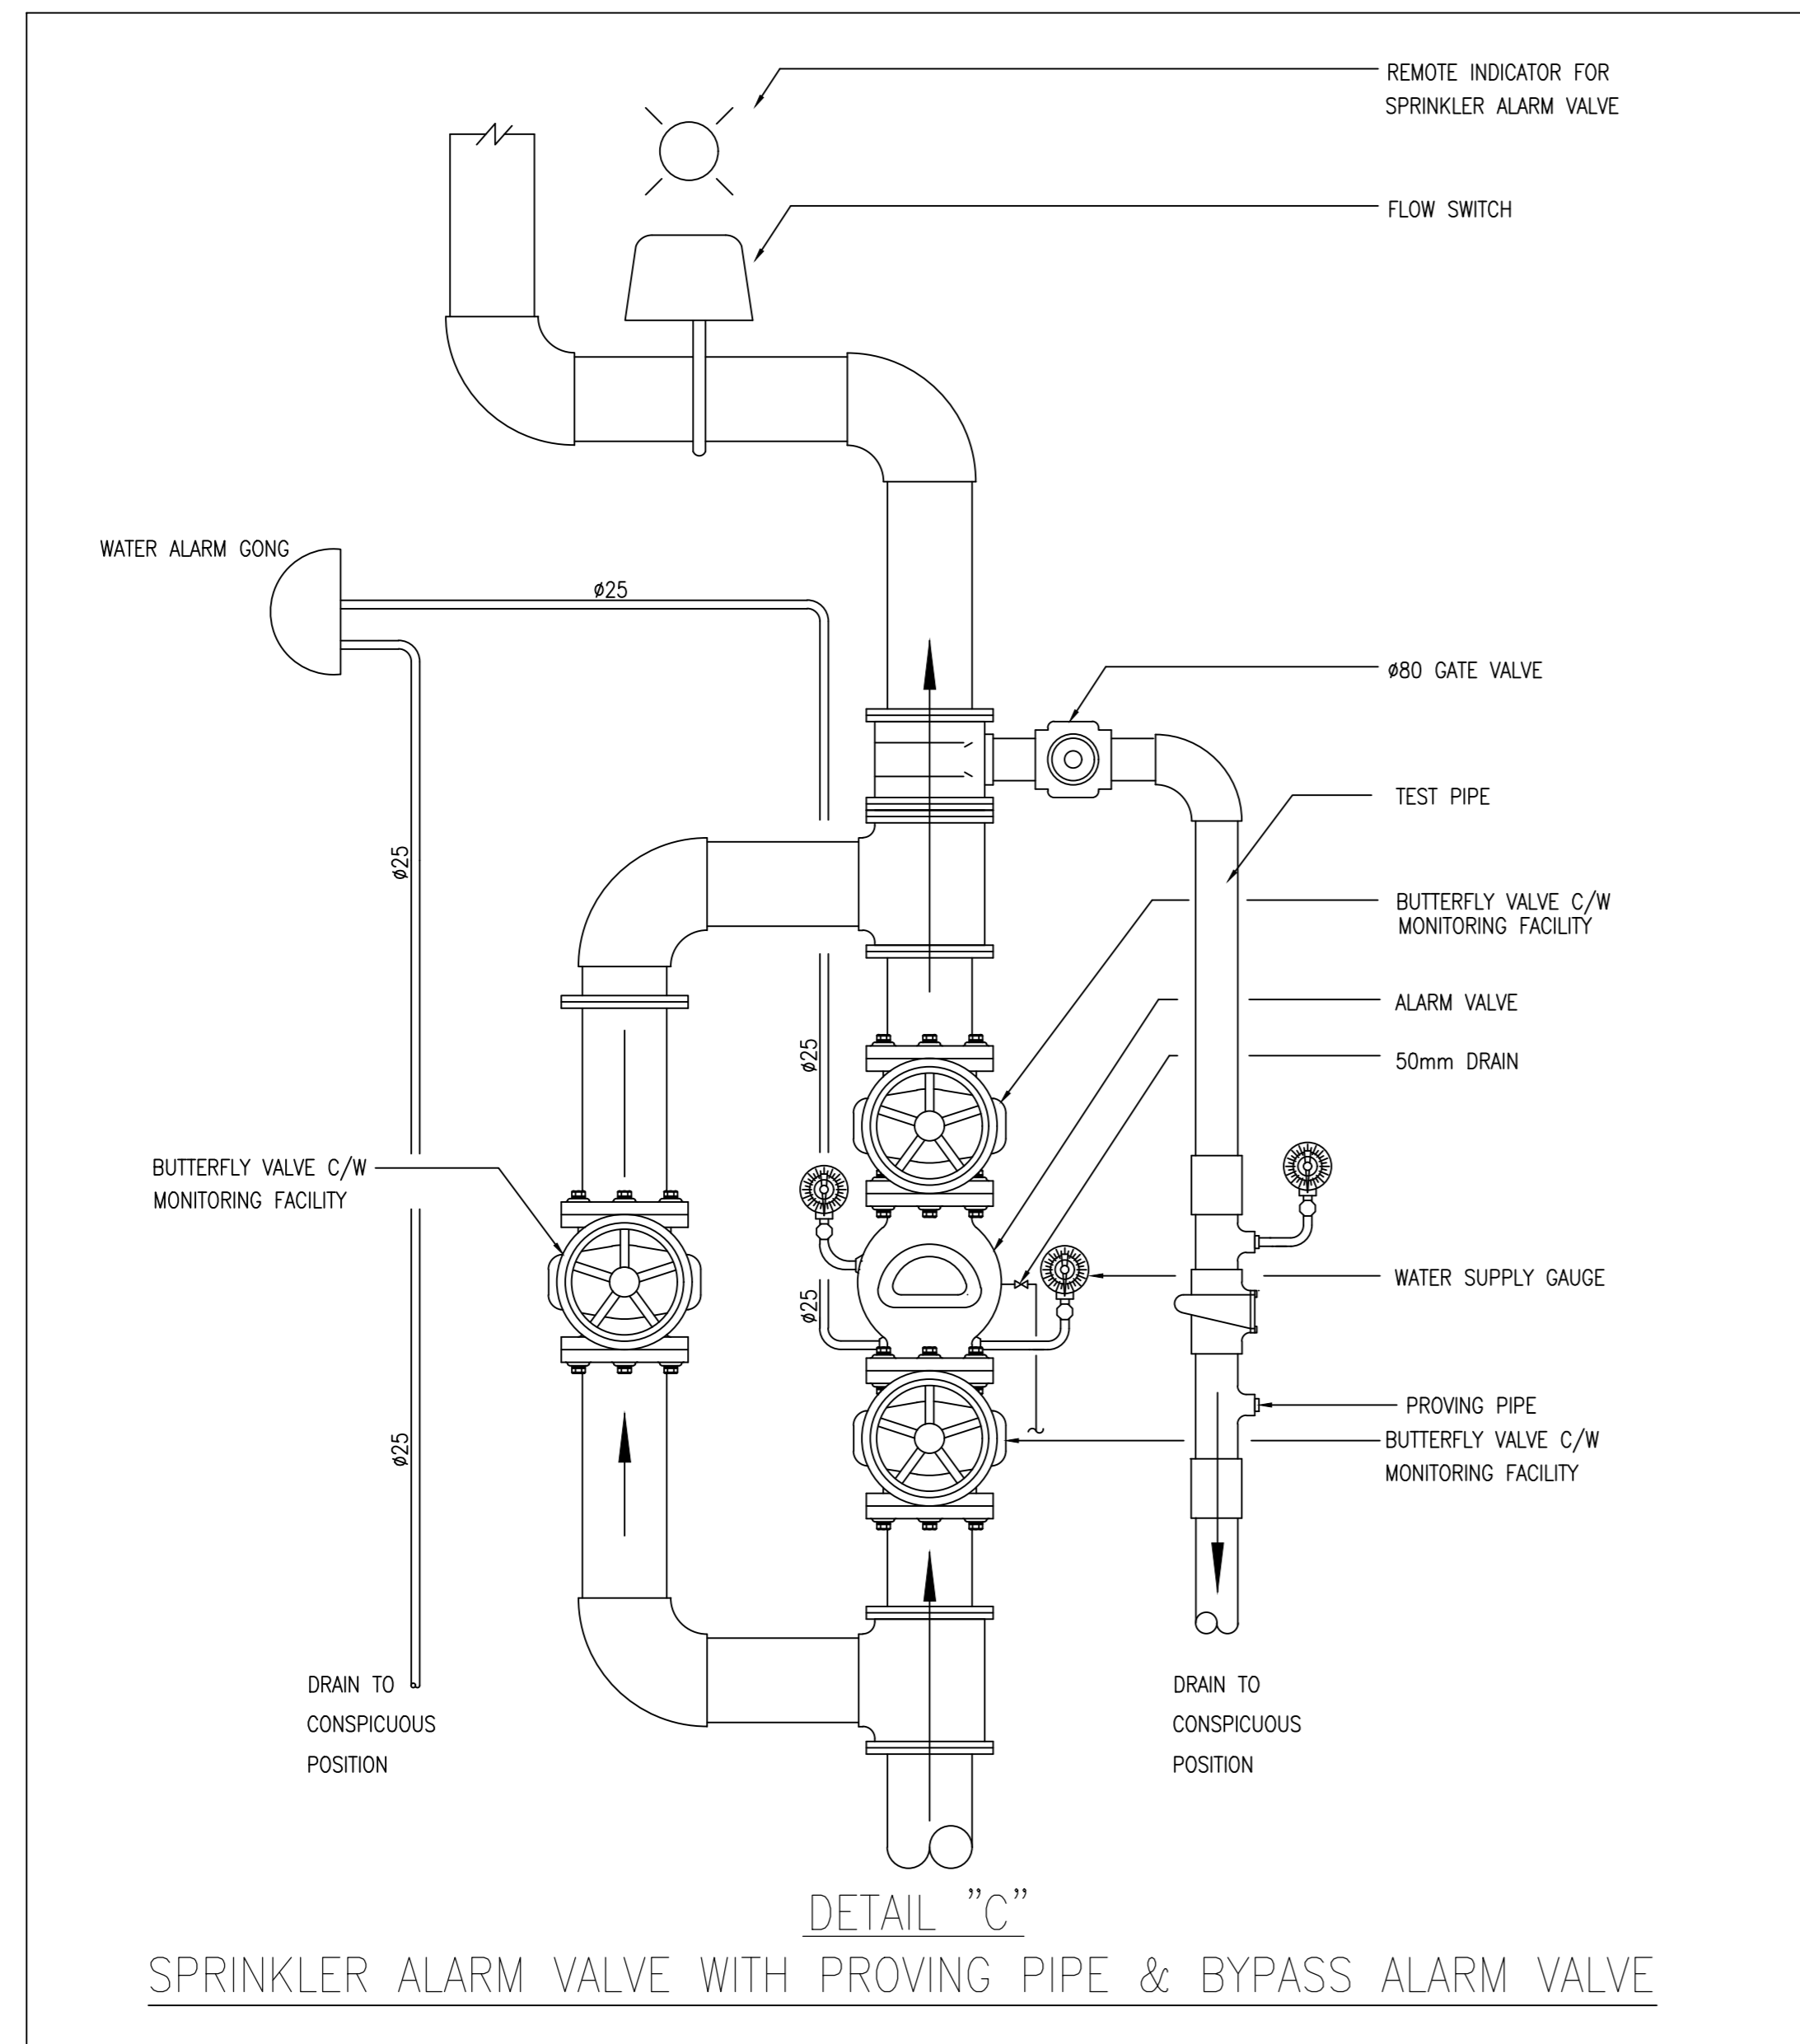 REMOTE INDICATOR FOR
SPRINKLER ALARM VALVE
FLOW SWITCH
WATER ALARM GONG
ø25
ø80 GATE VALVE
TEST PIPE
ø25
BUTTERFLY VALVE C/W
MONITORING FACILITY
ALARM VALVE
ø25
50mm DRAIN
BUTTERFLY VALVE C/W
MONITORING FACILITY
WATER SUPPLY GAUGE
ø25
PROVING PIPE
BUTTERFLY VALVE C/W
MONITORING FACILITY
ø25
DRAIN TO
CONSPICUOUS
POSITION
DRAIN TO
CONSPICUOUS
POSITION
DETAIL "C"
SPRINKLER ALARM VALVE WITH PROVING PIPE & BYPASS ALARM VALVE